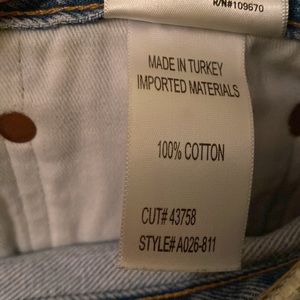 R/N#109670
MADE IN TURKEY
IMPORTED MATERIALS
100% COTTON
CUT# 43758
STYLE# A026-811